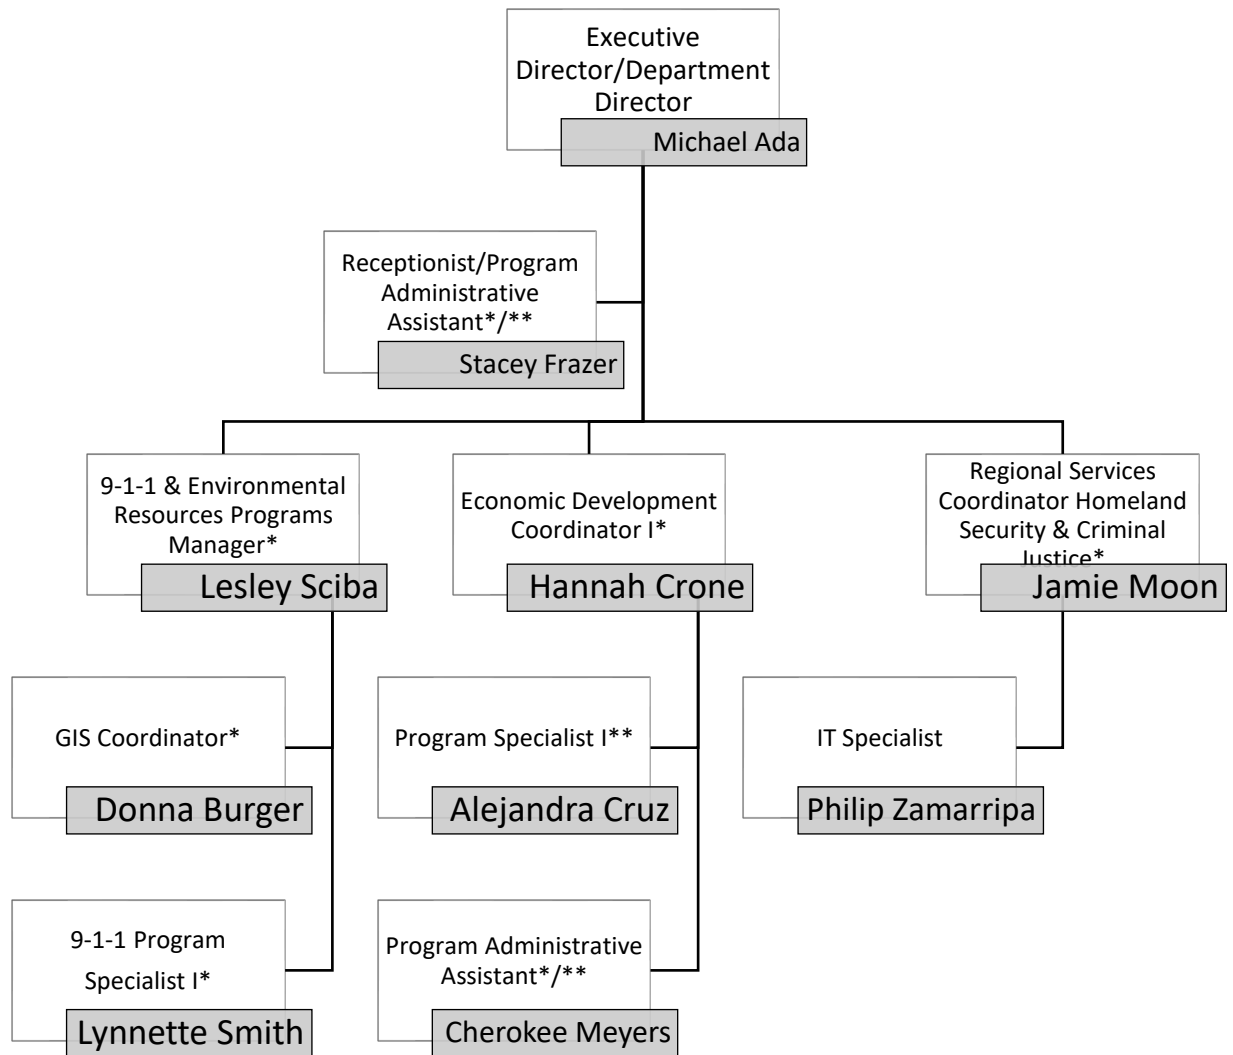 Executive
Director/Department
Director
Michael Ada
Receptionist/Program
Administrative
Assistant*/**
Stacey Frazer
9-1-1 & Environmental
Resources Programs
Manager*
Lesley Sciba
Economic Development
Coordinator I*
Hannah Crone
Regional Services
Coordinator Homeland
Security & Criminal
Justice*
Jamie Moon
GIS Coordinator*
Donna Burger
Program Specialist I**
Alejandra Cruz
IT Specialist
Philip Zamarripa
9-1-1 Program
Specialist I*
Lynnette Smith
Program Administrative
Assistant*/**
Cherokee Meyers